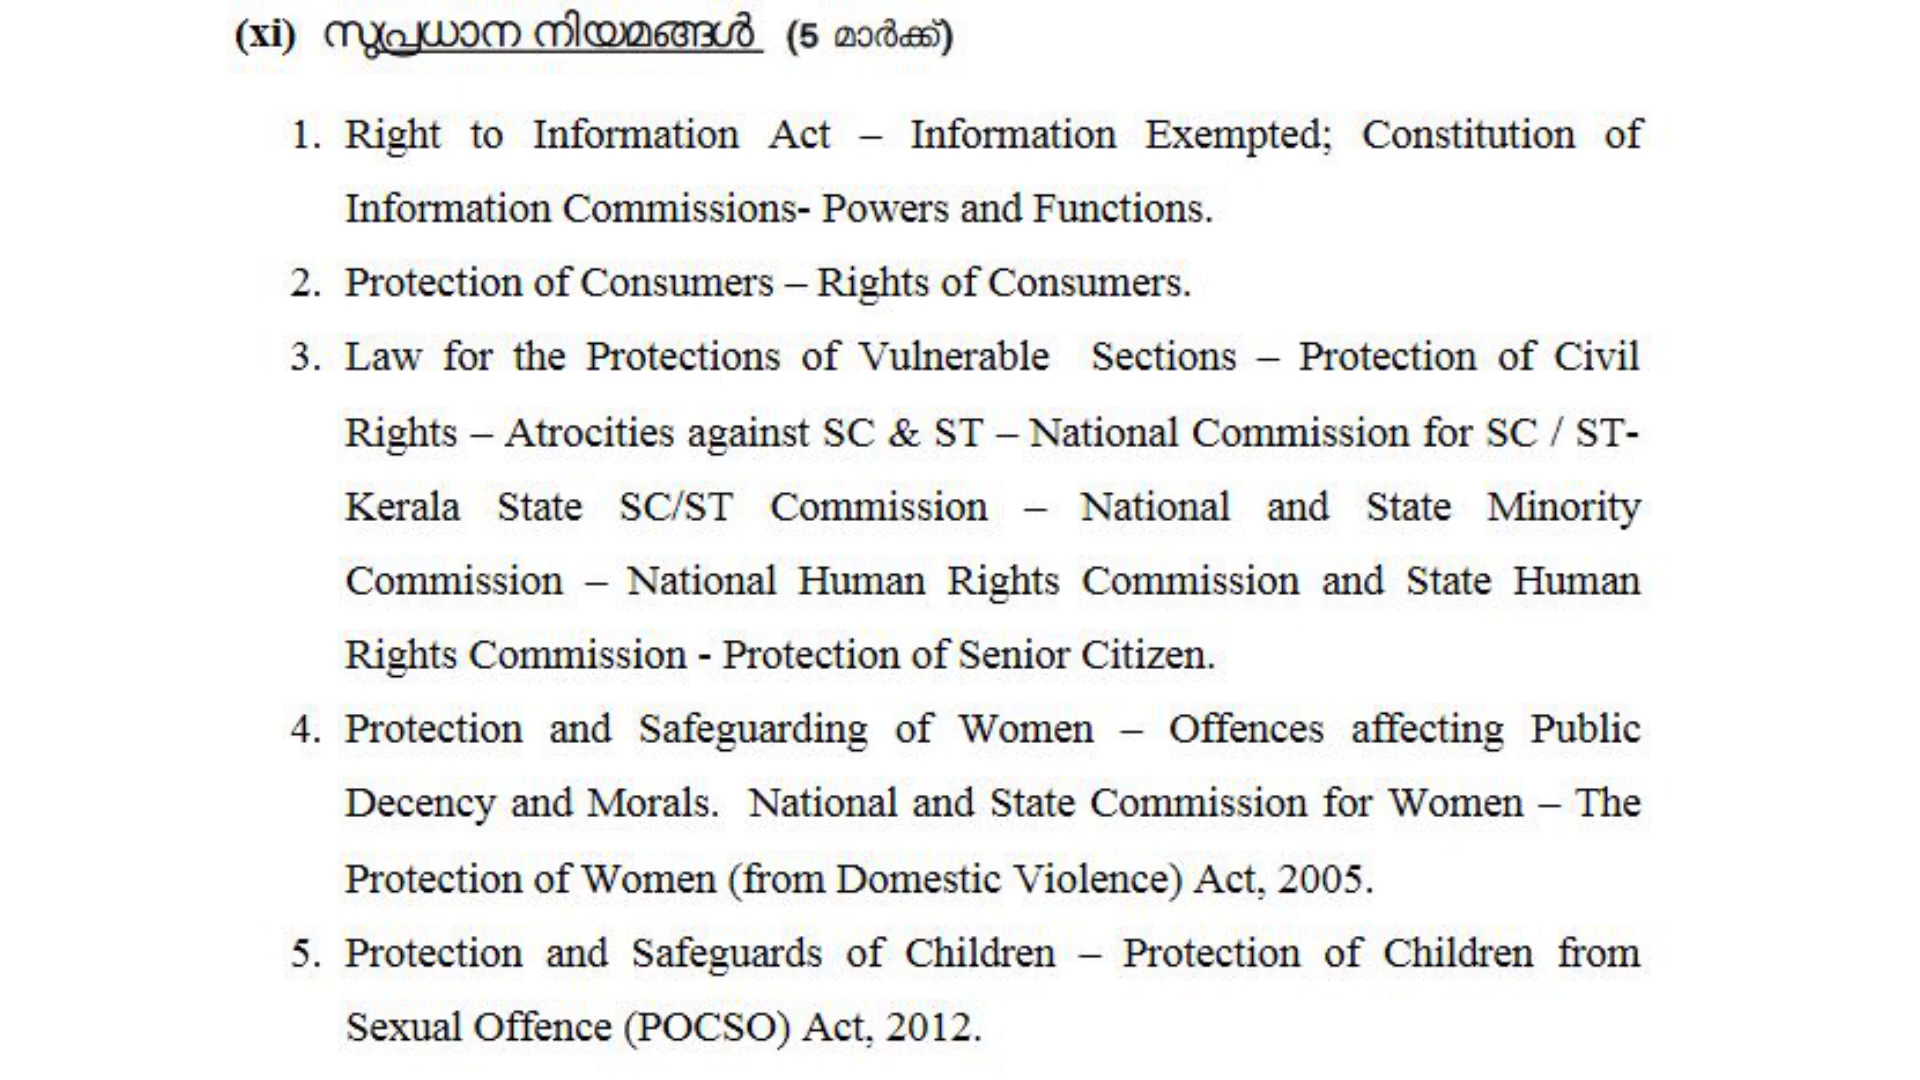 (xi) സുപ്രധാന നിയമങ്ങൾ (5 മാർക്ക്)
1. Right to Information Act – Information Exempted; Constitution of
Information Commissions- Powers and Functions.
2. Protection of Consumers – Rights of Consumers.
3. Law for the Protections of Vulnerable Sections – Protection of Civil
Rights – Atrocities against SC & ST – National Commission for SC / ST-
Kerala State SC/ST Commission – National and State Minority
Commission – National Human Rights Commission and State Human
Rights Commission - Protection of Senior Citizen.
4. Protection and Safeguarding of Women – Offences affecting Public
Decency and Morals. National and State Commission for Women – The
Protection of Women (from Domestic Violence) Act, 2005.
5. Protection and Safeguards of Children – Protection of Children from
Sexual Offence (POCSO) Act, 2012.